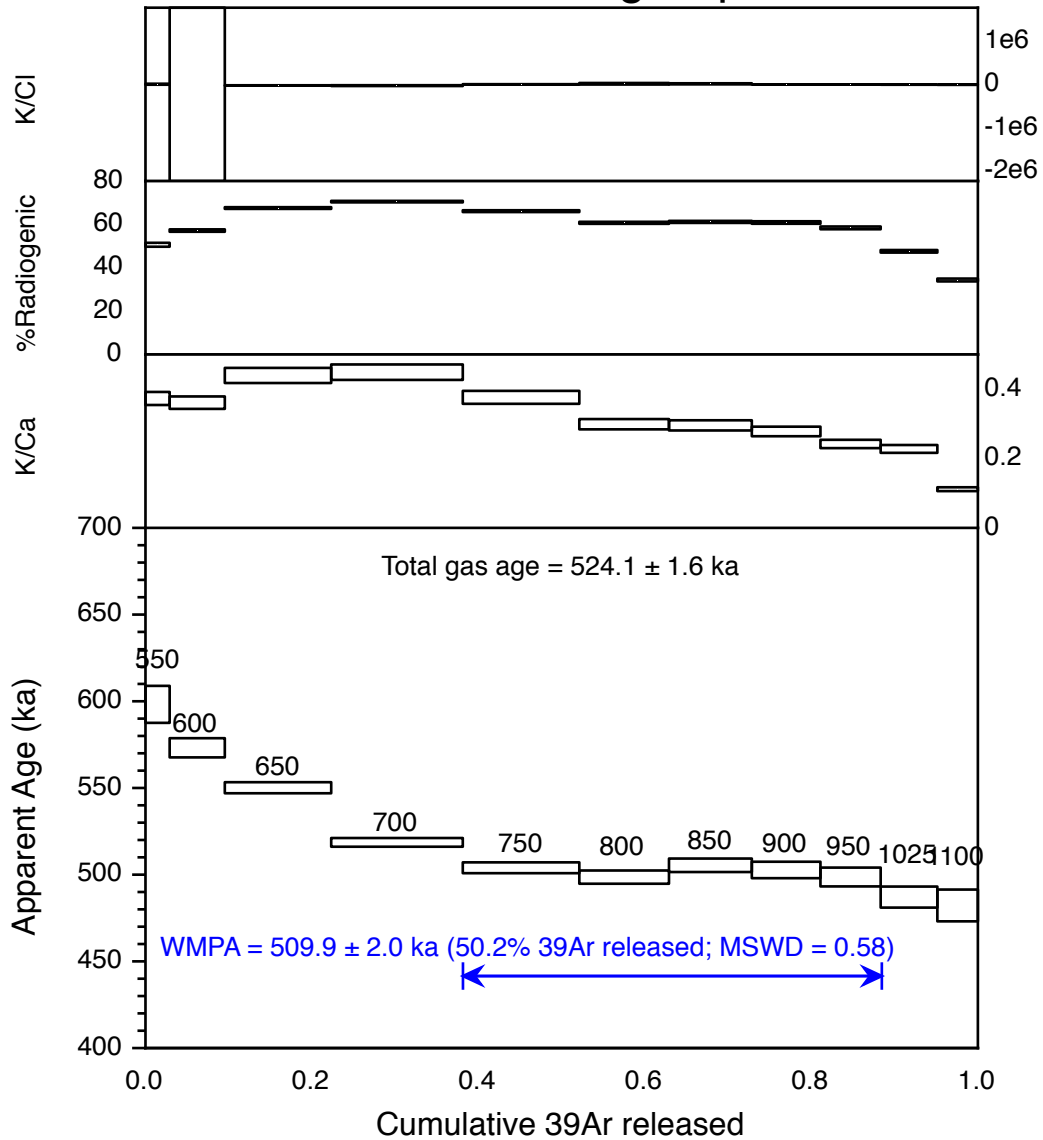 K/Cl
1e6
0
-1e6
-2e6
%Radiogenic
80
60
40
20
0
K/Ca
0.4
0.2
0
Apparent Age (ka)
700
650
600
550
500
450
400
Total gas age = 524.1 ± 1.6 ka
550
600
650
700
750
800
850
900
950
1025
1100
WMPA = 509.9 ± 2.0 ka (50.2% 39Ar released; MSWD = 0.58)
0.0 0.2 0.4 0.6 0.8 1.0
Cumulative 39Ar released